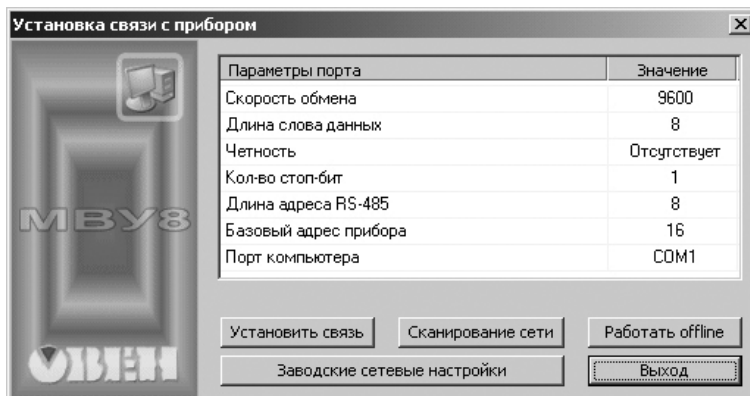 Установка связи с прибором
Параметры порта Значение
Скорость обмена 9600
Длина слова данных 8
Четность Отсутствует
Кол-во стоп-бит 1
Длина адреса RS-485 8
Базовый адрес прибора 16
Порт компьютера COM1
МВУ8
ОВЕН
Установить связь Сканирование сети Работать offline
Заводские сетевые настройки Выход